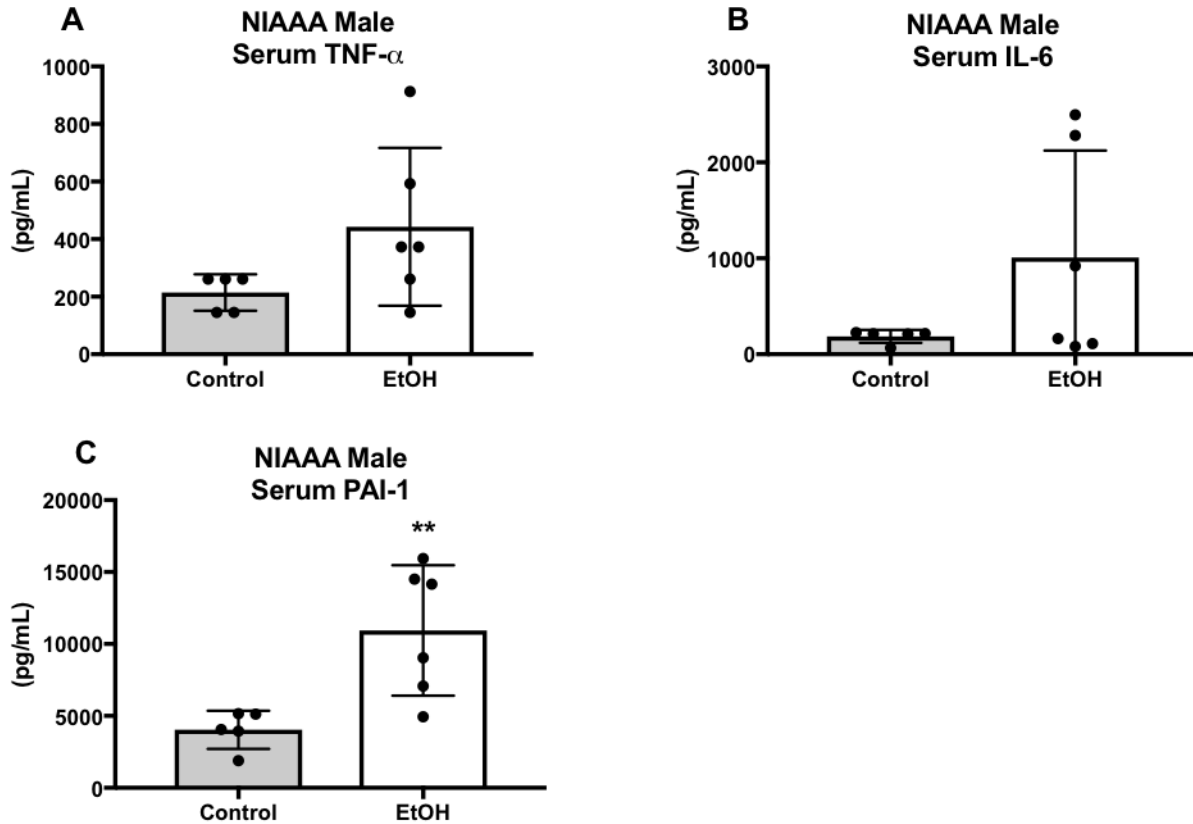 A
NIAAA Male
Serum TNF-α
1000
800
600
400
200
0
(pg/mL)
Control
EtOH
B
NIAAA Male
Serum IL-6
3000
2000
1000
0
(pg/mL)
Control
EtOH
C
NIAAA Male
Serum PAI-1
20000
15000
10000
5000
0
(pg/mL)
**
Control
EtOH